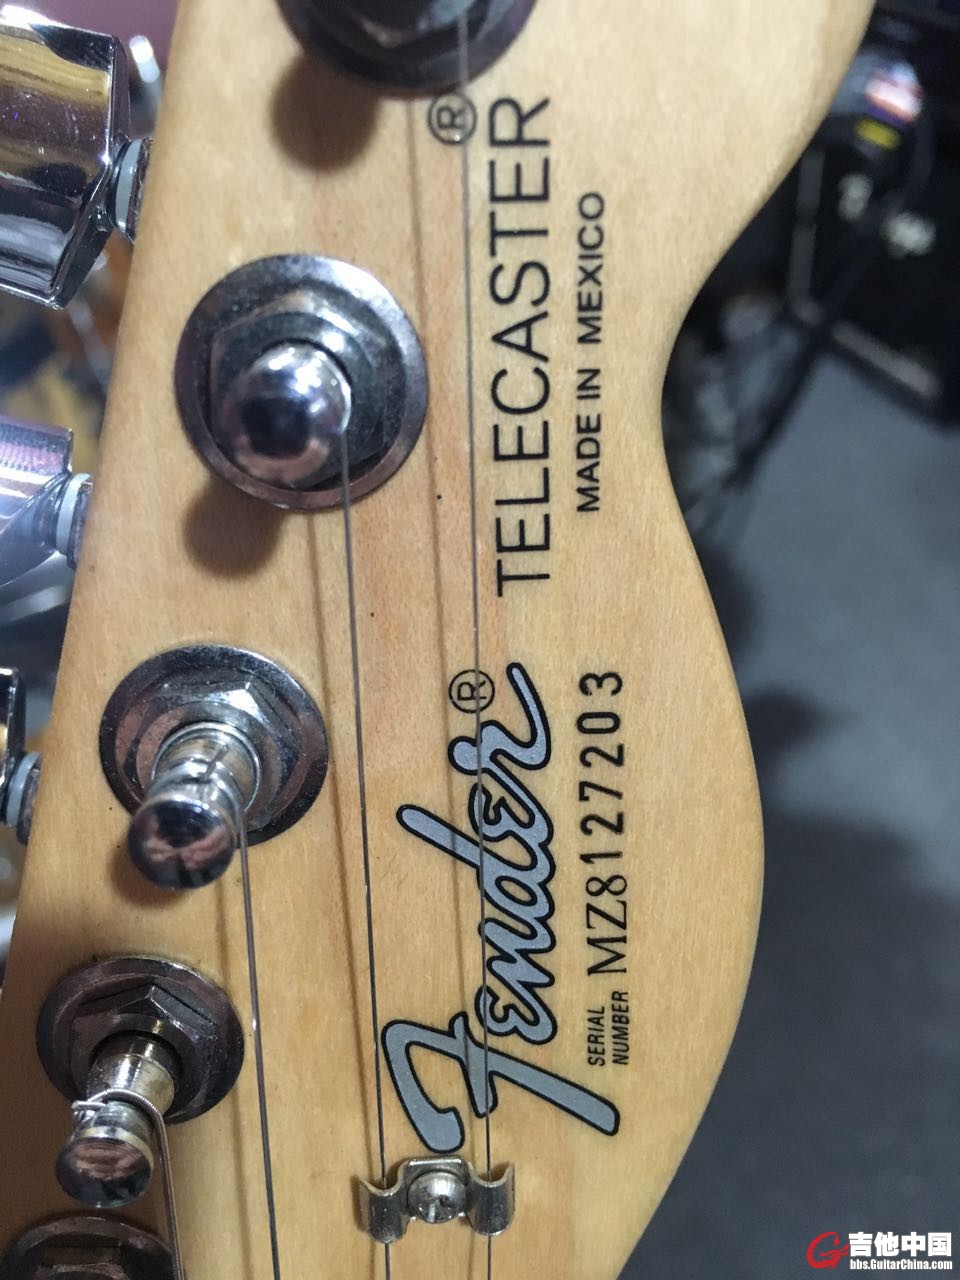 Fender®
TELECASTER®
SERIAL
NUMBER MZ8127203
MADE IN MEXICO
吉他中国
bbs.GuitarChina.com